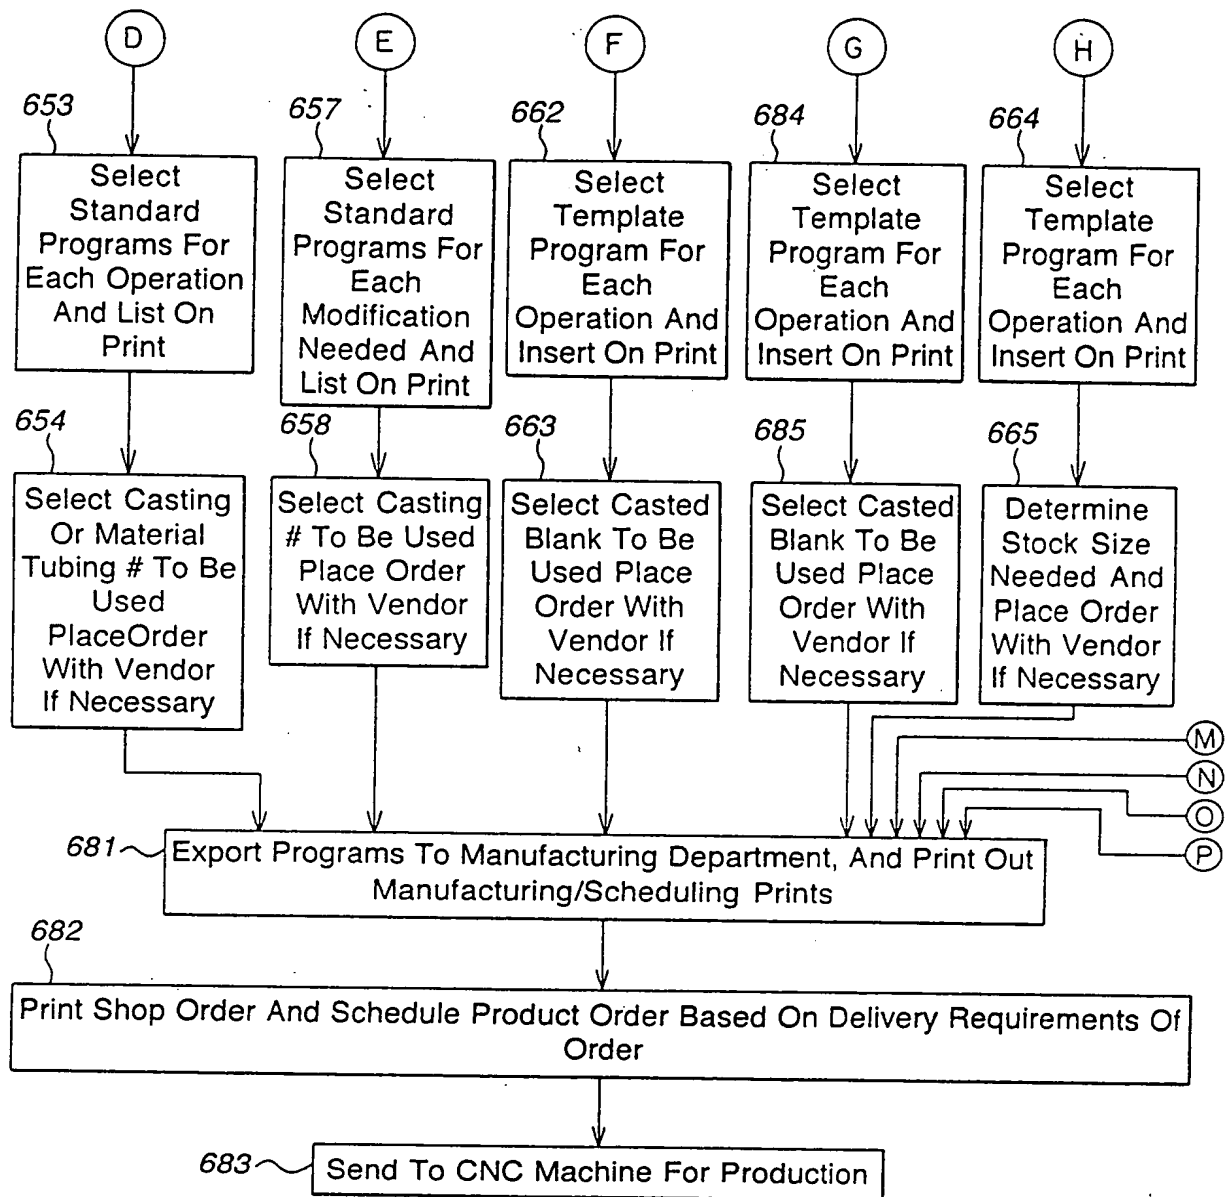 D
E
F
G
H
653
657
662
684
664
Select
Standard
Programs For
Each Operation
And List On
Print
Select
Standard
Programs For
Each
Modification
Needed And
List On Print
Select
Template
Program For
Each
Operation And
Insert On Print
Select
Template
Program For
Each
Operation And
Insert On Print
Select
Template
Program For
Each
Operation And
Insert On Print
654
658
663
685
665
Select Casting
Or Material
Tubing # To Be
Used
PlaceOrder
With Vendor
If Necessary
Select Casting
# To Be Used
Place Order
With Vendor
If Necessary
Select Casted
Blank To Be
Used Place
Order With
Vendor If
Necessary
Select Casted
Blank To Be
Used Place
Order With
Vendor If
Necessary
Determine
Stock Size
Needed And
Place Order
With Vendor
If Necessary
M
N
O
P
681
Export Programs To Manufacturing Department, And Print Out
Manufacturing/Scheduling Prints
682
Print Shop Order And Schedule Product Order Based On Delivery Requirements Of
Order
683
Send To CNC Machine For Production